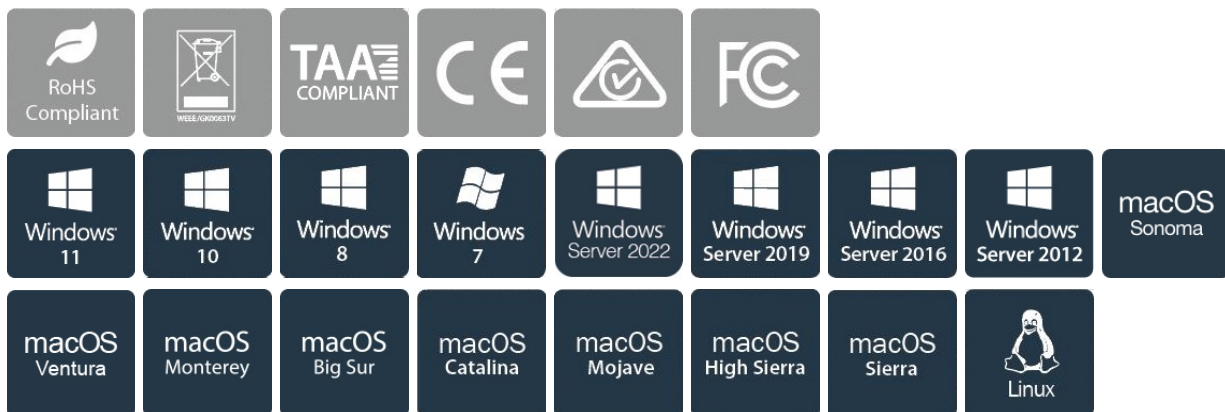 RoHS
Compliant
WEEE/GK0063TV
TAA
COMPLIANT
CE
FC
Windows
11
Windows
10
Windows
8
Windows
7
Windows
Server 2022
Windows
Server 2019
Windows
Server 2016
Windows
Server 2012
macOS
Sonoma
macOS
Ventura
macOS
Monterey
macOS
Big Sur
macOS
Catalina
macOS
Mojave
macOS
High Sierra
macOS
Sierra
Linux